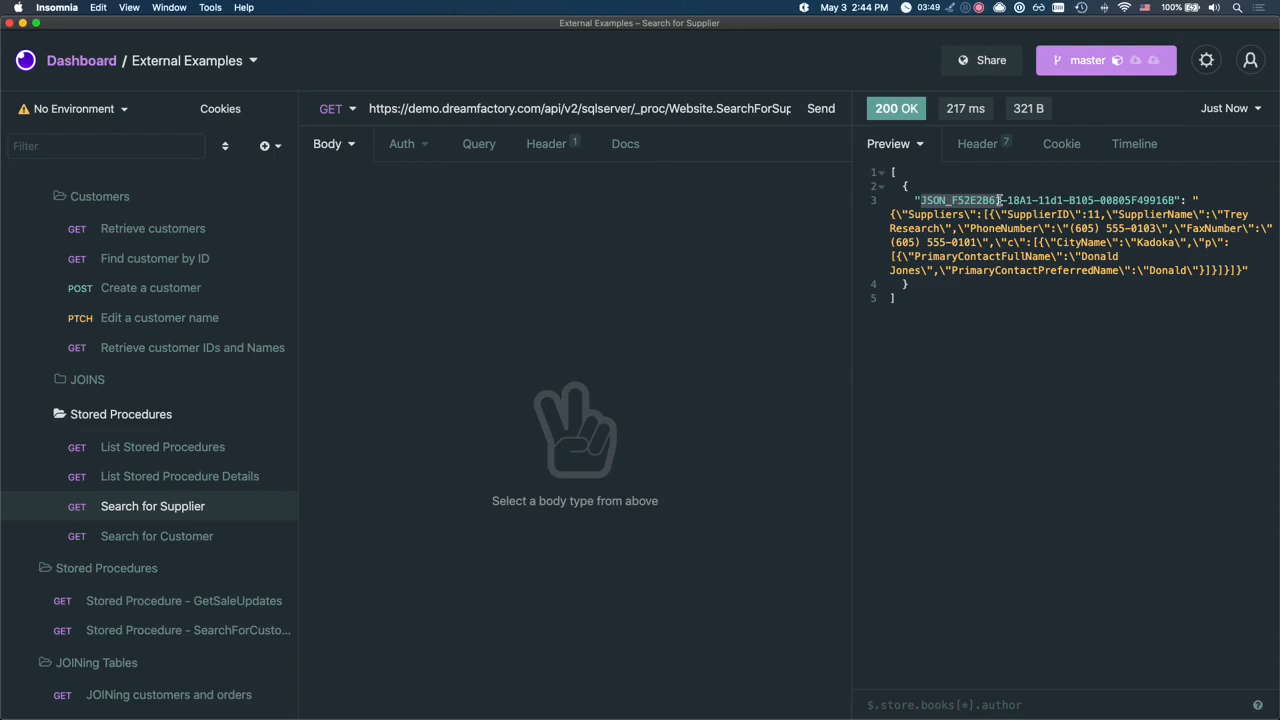 Insomnia Edit View Window Tools Help
May 3 2:44 PM 03:49 100%
External Examples – Search for Supplier
Dashboard / External Examples
Share
master
No Environment
Cookies
GET https://demo.dreamfactory.com/api/v2/sqlserver/_proc/Website.SearchForSup Send
200 OK 217 ms 321 B
Just Now
Filter
Body Auth Query Header 1 Docs
Preview Header 7 Cookie Timeline
Customers
GET Retrieve customers
GET Find customer by ID
POST Create a customer
PTCH Edit a customer name
GET Retrieve customer IDs and Names
JOINS
Stored Procedures
GET List Stored Procedures
GET List Stored Procedure Details
GET Search for Supplier
GET Search for Customer
Stored Procedures
GET Stored Procedure - GetSaleUpdates
GET Stored Procedure - SearchForCusto...
JOINing Tables
GET JOINing customers and orders
Select a body type from above
1 [
2 {
3 "JSON_F52E2B61-18A1-11d1-B105-00805F49916B": "
{\"Suppliers\":[{\"SupplierID\":11,\"SupplierName\":\"Trey
Research\",\"PhoneNumber\":\"(605) 555-0103\",\"FaxNumber\":\"
(605) 555-0101\",\"c\":[{\"CityName\":\"Kadoka\",\"p\":
[{\"PrimaryContactFullName\":\"Donald
Jones\",\"PrimaryContactPreferredName\":\"Donald\"}]}]}]}"
4 }
5 ]
$.store.books[*].author